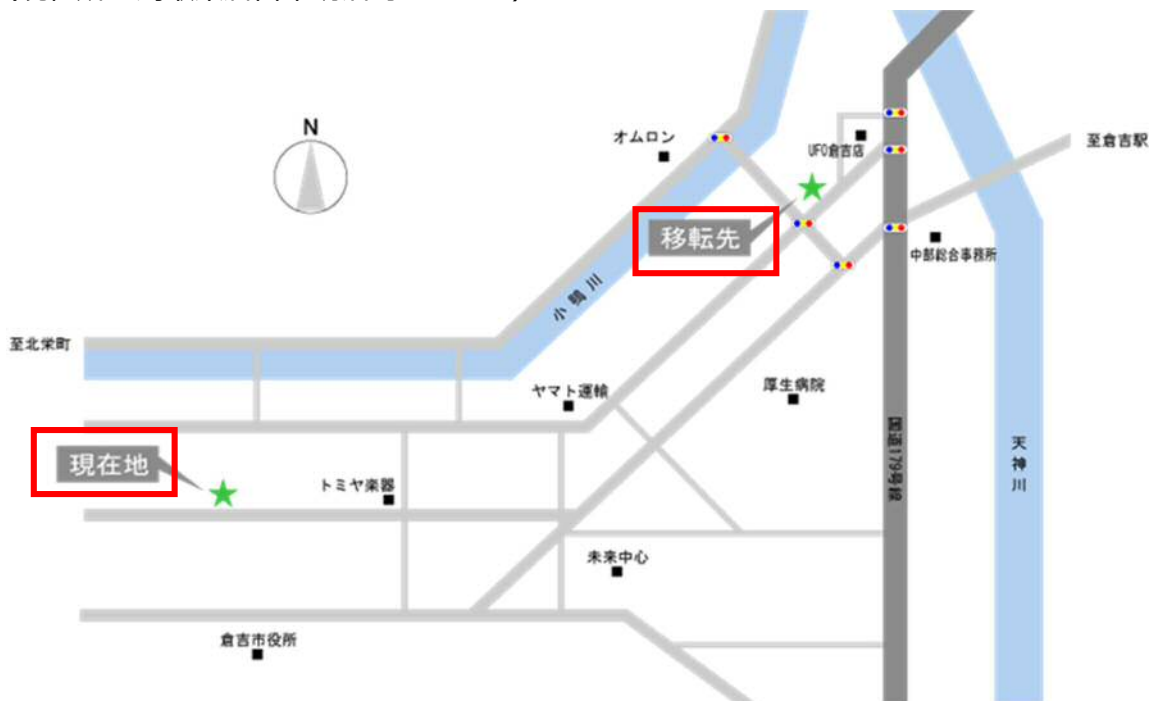 N
オムロン
UFO倉吉店
至倉吉駅
移転先
中部総合事務所
小鴨川
至北栄町
ヤマト運輸
厚生病院
国道179号線
天神川
現在地
トミヤ楽器
未来中心
倉吉市役所